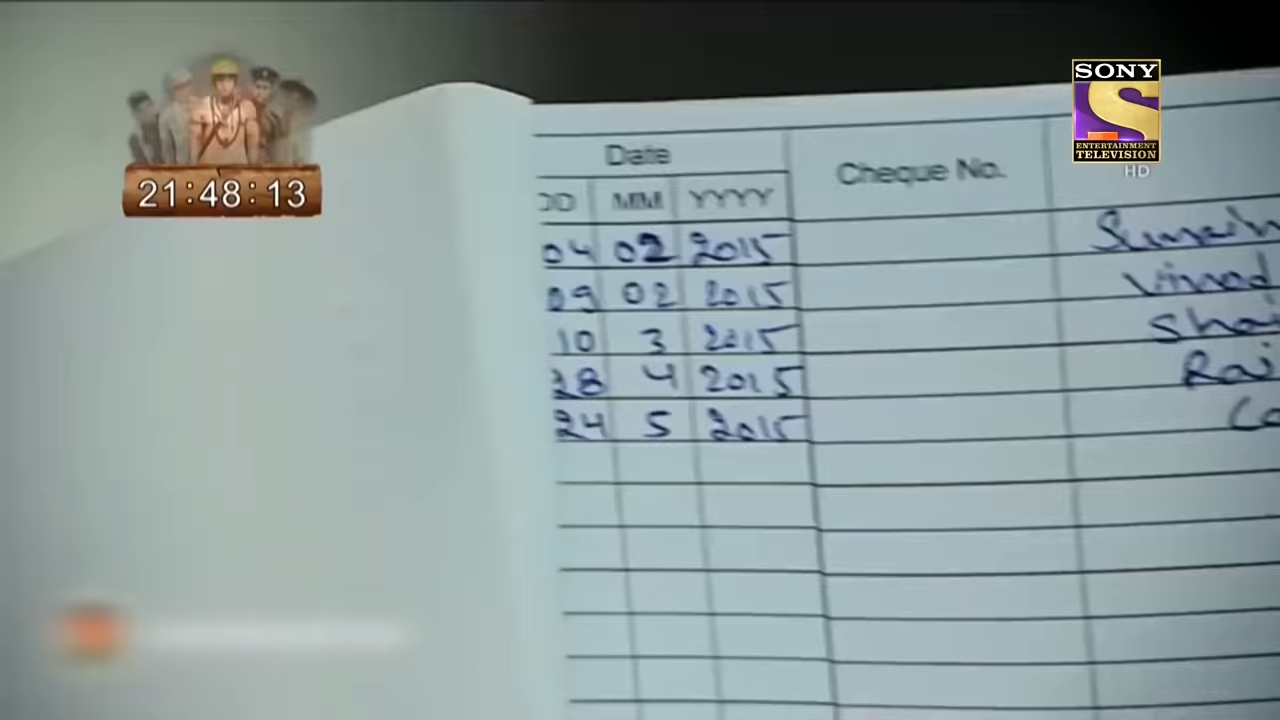 SONY
ENTERTAINMENT
TELEVISION
HD
21:48:13
Date
Cheque No.
DD MM YYYY
04 02 2015
09 02 2015 Vinod
10 3 2015
28 4 2015
24 5 2015